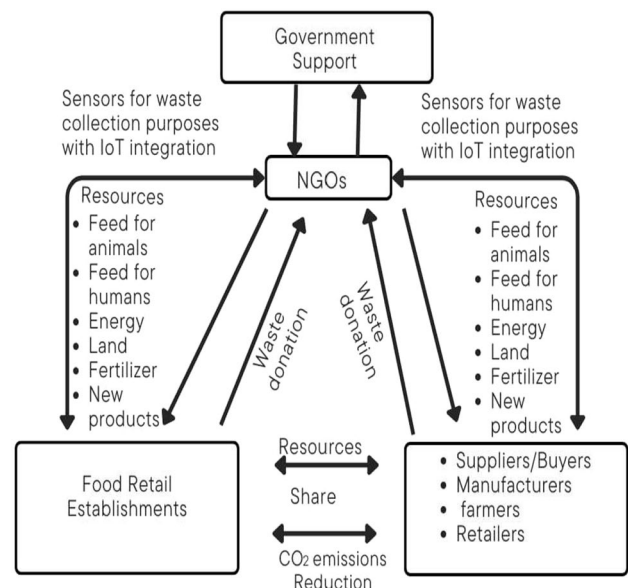 Government
Support
Sensors for waste
collection purposes
with IoT integration
Sensors for waste
collection purposes
with IoT integration
NGOs
Resources
• Feed for
animals
• Feed for
humans
• Energy
• Land
• Fertilizer
• New
products
Waste
donation
Waste
donation
Resources
• Feed for
animals
• Feed for
humans
• Energy
• Land
• Fertilizer
• New
products
Food Retail
Establishments
Resources
Share
CO2 emissions
Reduction
• Suppliers/Buyers
• Manufacturers
• farmers
• Retailers